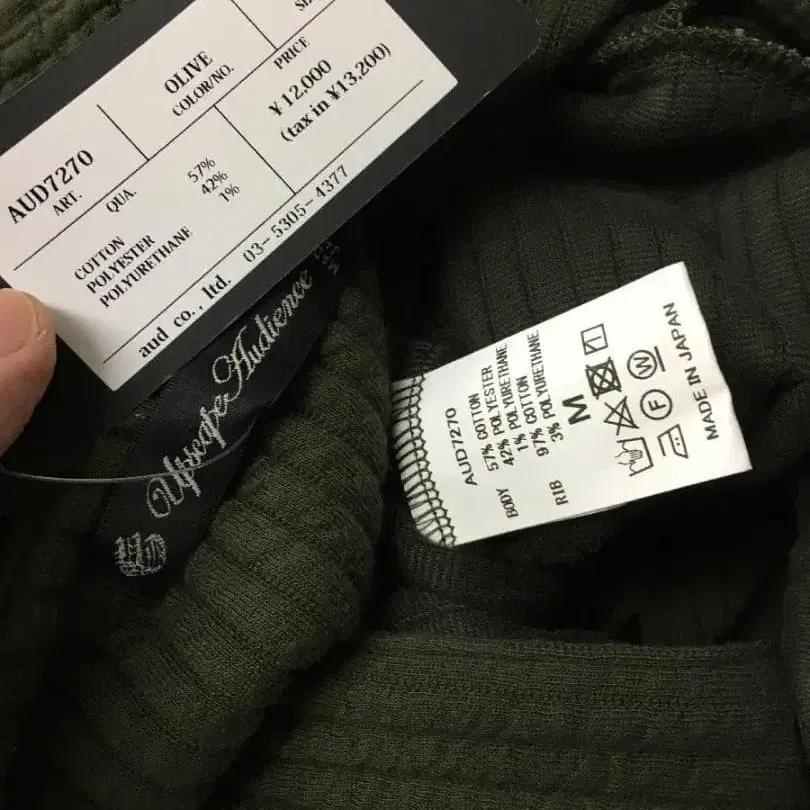 AUD7270
ART.
OLIVE
COLOR/NO.
QUA.
PRICE
COTTON 57%
POLYESTER 42%
POLYURETHANE 1%
¥12,000
(tax in ¥13,200)
aud co., ltd. 03-5305-4377
Upscape Audience
AUD7270
BODY 57% COTTON
42% POLYESTER
1% POLYURETHANE
RIB 97% COTTON
3% POLYURETHANE
M
F W
MADE IN JAPAN